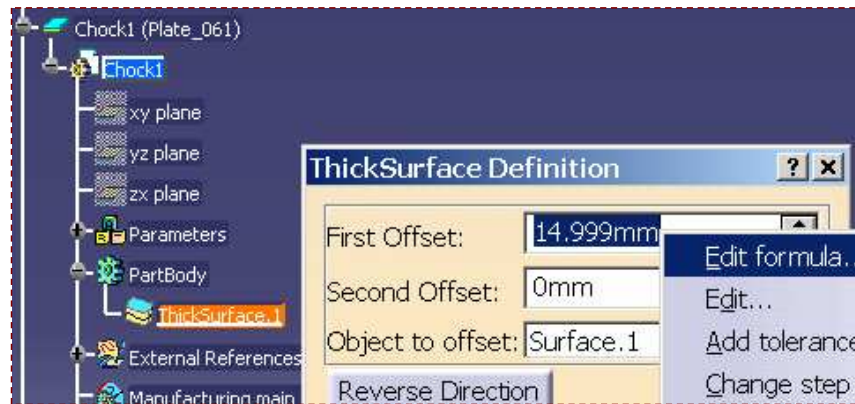 Chock1 (Plate_061)
Chock1
xy plane
yz plane
zx plane
Parameters
PartBody
ThickSurface.1
External References
Manufacturing main
ThickSurface Definition
First Offset: 14.999mm
Second Offset: 0mm
Object to offset: Surface.1
Reverse Direction
Edit formula..
Edit...
Add tolerance
Change step